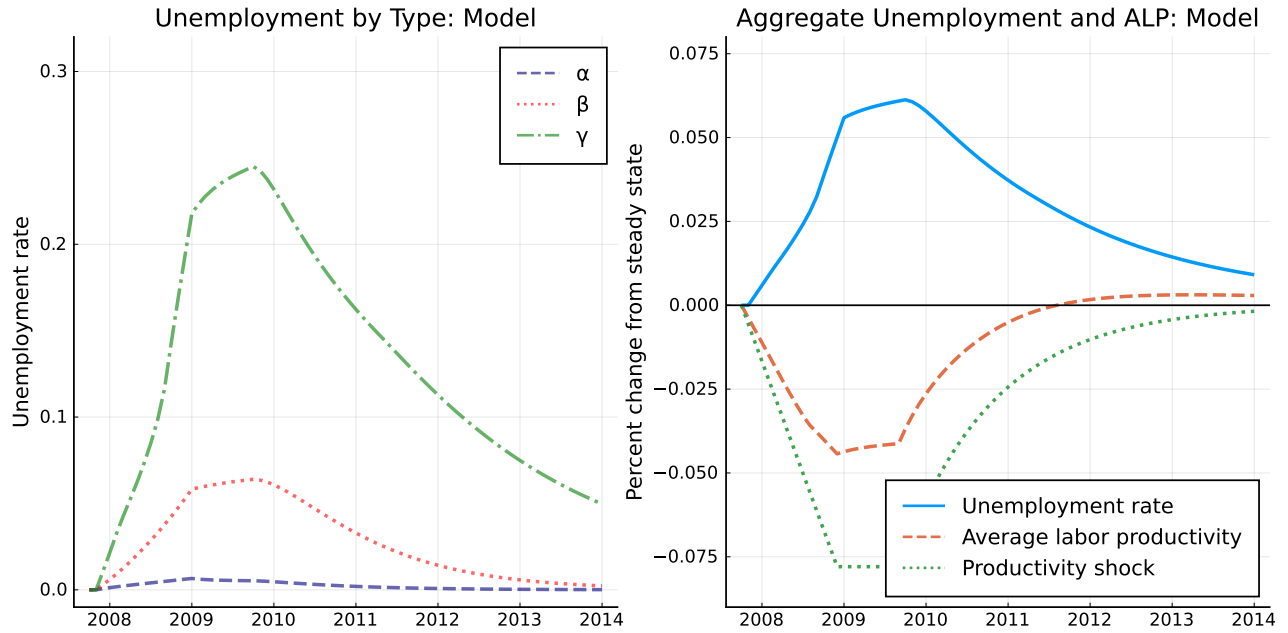 Unemployment by Type: Model
Unemployment rate
0.3
0.2
0.1
0.0
2008 2009 2010 2011 2012 2013 2014
α
β
γ
Aggregate Unemployment and ALP: Model
Percent change from steady state
0.075
0.050
0.025
0.000
−0.025
−0.050
−0.075
2008 2009 2010 2011 2012 2013 2014
Unemployment rate
Average labor productivity
Productivity shock